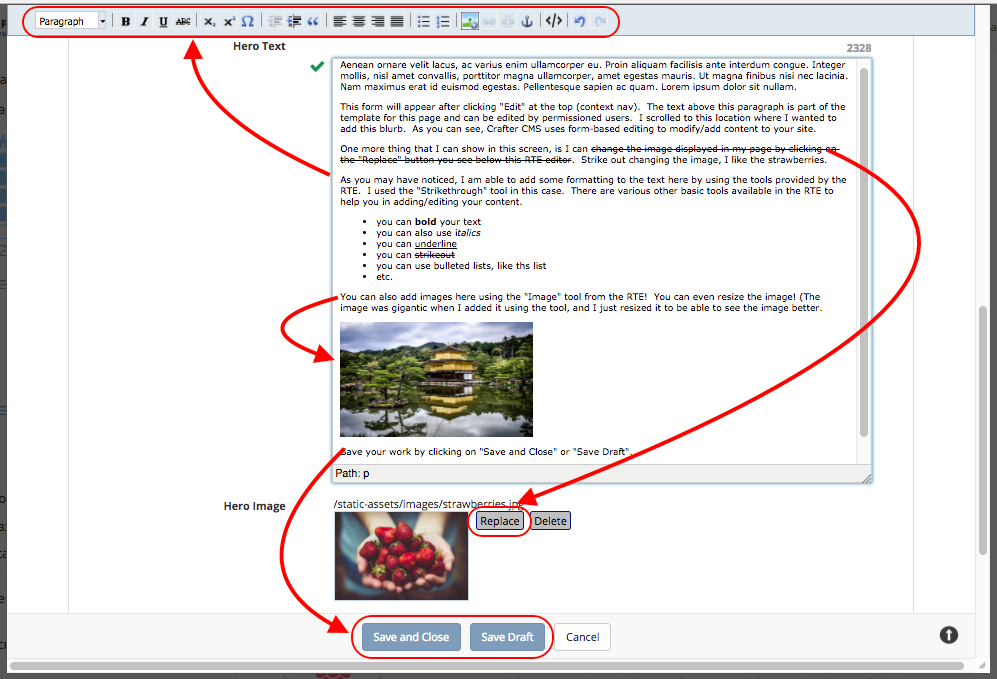 Paragraph B I U ABC X₂ X² Ω
Hero Text
2328
Aenean ornare velit lacus, ac varius enim ullamcorper eu. Proin aliquam facilisis ante interdum congue. Integer
mollis, nisl amet convallis, porttitor magna ullamcorper, amet egestas mauris. Ut magna finibus nisi nec lacinia.
Nam maximus erat id euismod egestas. Pellentesque sapien ac quam. Lorem ipsum dolor sit nullam.
This form will appear after clicking "Edit" at the top (context nav).  The text above this paragraph is part of the
template for this page and can be edited by permissioned users.  I scrolled to this location where I wanted to
add this blurb.  As you can see, Crafter CMS uses form-based editing to modify/add content to your site.
One more thing that I can show in this screen, is I can change the image displayed in my page by clicking on
the "Replace" button you see below this RTE editor.  Strike out changing the image, I like the strawberries.
As you may have noticed, I am able to add some formatting to the text here by using the tools provided by the
RTE.  I used the "Strikethrough" tool in this case.  There are various other basic tools available in the RTE to
help you in adding/editing your content.
• you can bold your text
• you can also use italics
• you can underline
• you can strikeout
• you can use bulleted lists, like ths list
• etc.
You can also add images here using the "Image" tool from the RTE!  You can even resize the image! (The
image was gigantic when I added it using the tool, and I just resized it to be able to see the image better.
Save your work by clicking on "Save and Close" or "Save Draft".
Path: p
Hero Image
/static-assets/images/strawberries.jpg
Replace Delete
Save and Close Save Draft Cancel